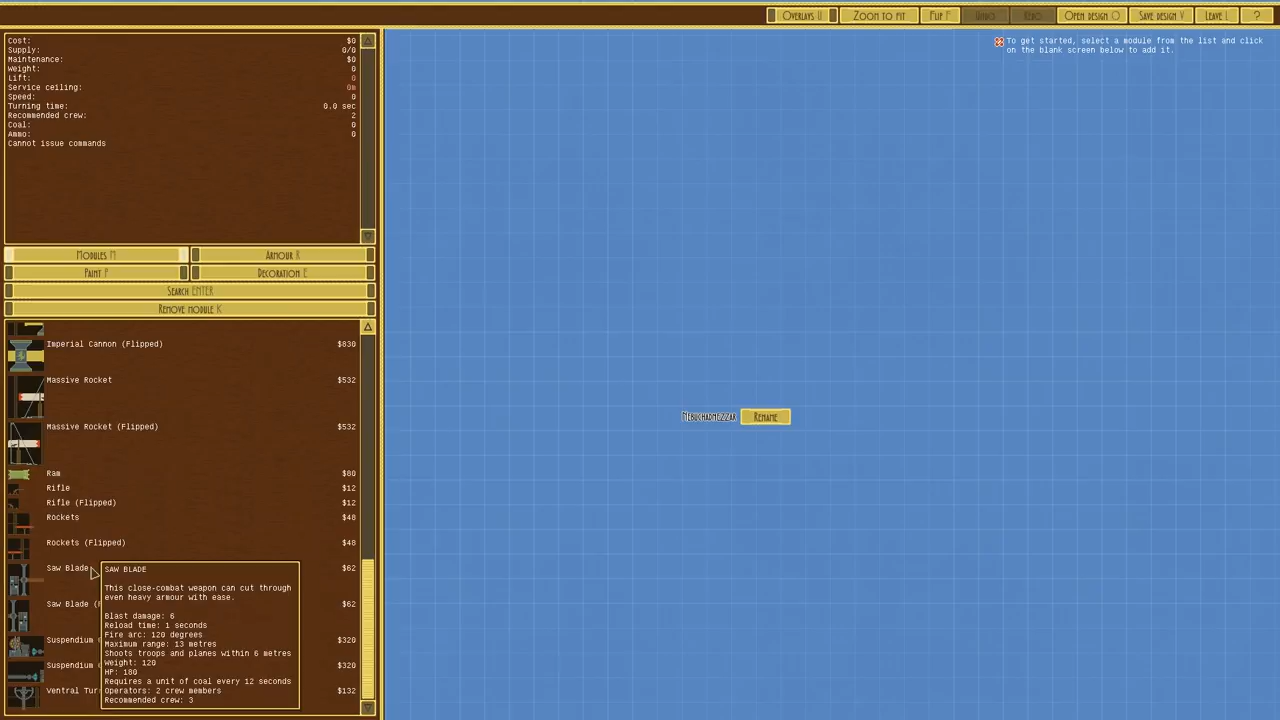 OVERLAYS U
ZOOM TO FIT
FLIP F
UNDO
REDO
OPEN DESIGN O
SAVE DESIGN V
LEAVE L
?
Cost: $0
Supply: 0/0
Maintenance: $0
Weight: 0
Lift: 0
Service ceiling: 0m
Speed: 0
Turning time: 0.0 sec
Recommended crew: 2
Coal: 0
Ammo: 0
Cannot issue commands
To get started, select a module from the list and click
on the blank screen below to add it.
MODULES M
ARMOUR R
PAINT P
DECORATION E
SEARCH ENTER
REMOVE MODULE K
Imperial Cannon (Flipped) $830
Massive Rocket $532
Massive Rocket (Flipped) $532
Ram $80
Rifle $12
Rifle (Flipped) $12
Rockets $48
Rockets (Flipped) $48
Saw Blade $62
Saw Blade (F $62
Suspendium $320
Suspendium $320
Ventral Tur $132
SAW BLADE
This close-combat weapon can cut through
even heavy armour with ease.
Blast damage: 6
Reload time: 1 seconds
Fire arc: 120 degrees
Maximum range: 13 metres
Shoots troops and planes within 6 metres
Weight: 120
HP: 180
Requires a unit of coal every 12 seconds
Operators: 2 crew members
Recommended crew: 3
RENAME